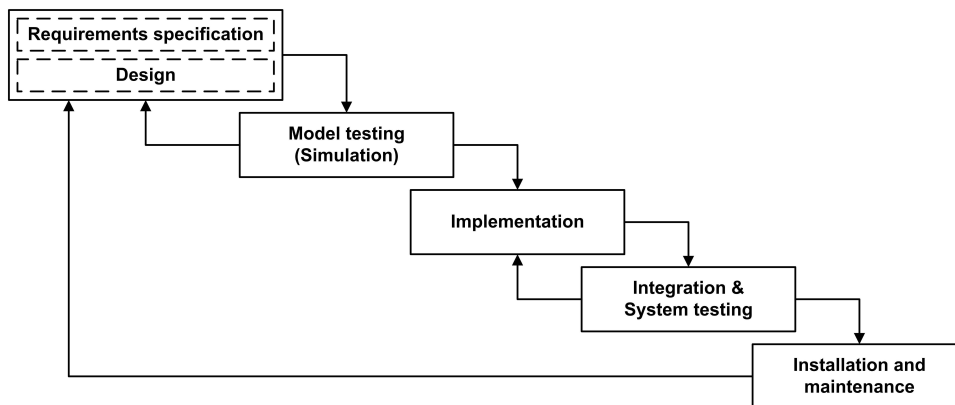 Requirements specification
Design
Model testing
(Simulation)
Implementation
Integration &
System testing
Installation and
maintenance